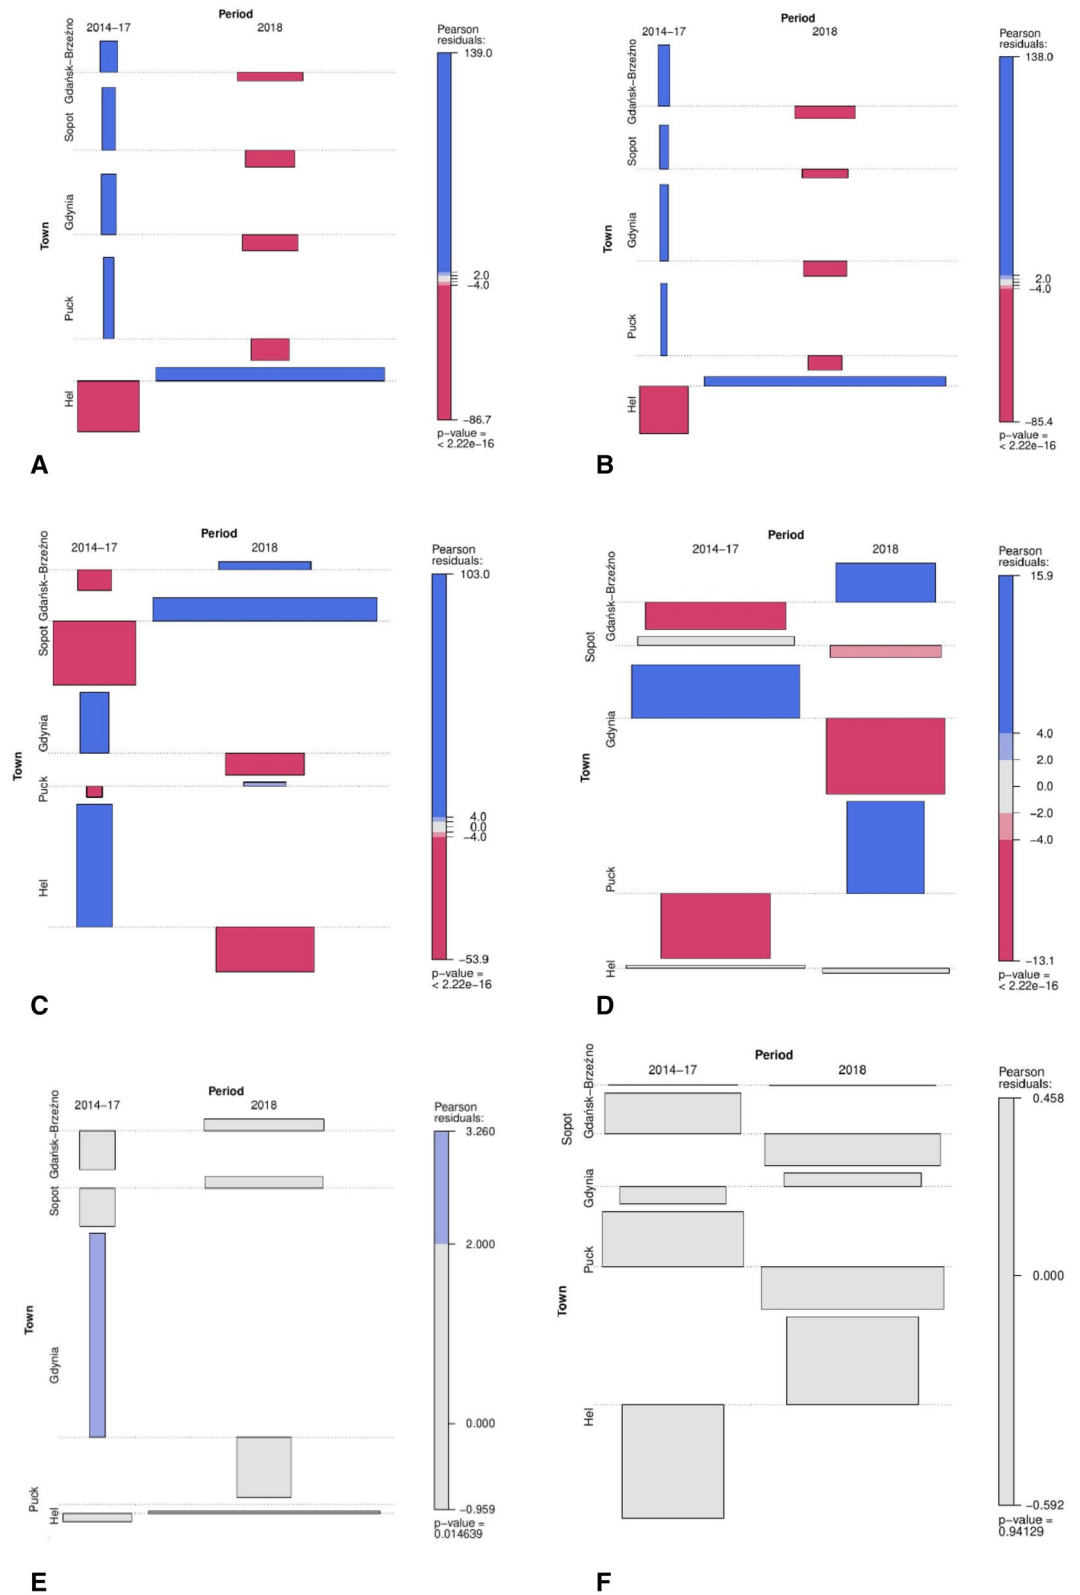 Period
2014−17 2018
Pearson
residuals:
139.0
2.0
−4.0
−86.7
p−value =
< 2.22e−16
Town
Gdańsk−Brzeźno
Sopot
Gdynia
Puck
Hel
A
Period
2014−17 2018
Pearson
residuals:
138.0
2.0
−4.0
−85.4
p−value =
< 2.22e−16
Town
Gdańsk−Brzeźno
Sopot
Gdynia
Puck
Hel
B
Period
2014−17 2018
Pearson
residuals:
103.0
4.0
0.0
−4.0
−53.9
p−value =
< 2.22e−16
Town
Gdańsk−Brzeźno
Sopot
Gdynia
Puck
Hel
C
Period
2014−17 2018
Pearson
residuals:
15.9
4.0
2.0
0.0
−2.0
−4.0
−13.1
p−value =
< 2.22e−16
Town
Gdańsk−Brzeźno
Sopot
Gdynia
Puck
Hel
D
Period
2014−17 2018
Pearson
residuals:
3.260
2.000
0.000
−0.959
p−value =
0.014639
Town
Gdańsk−Brzeźno
Sopot
Gdynia
Puck
Hel
E
Period
2014−17 2018
Pearson
residuals:
0.458
0.000
−0.592
p−value =
0.94129
Town
Gdańsk−Brzeźno
Sopot
Gdynia
Puck
Hel
F